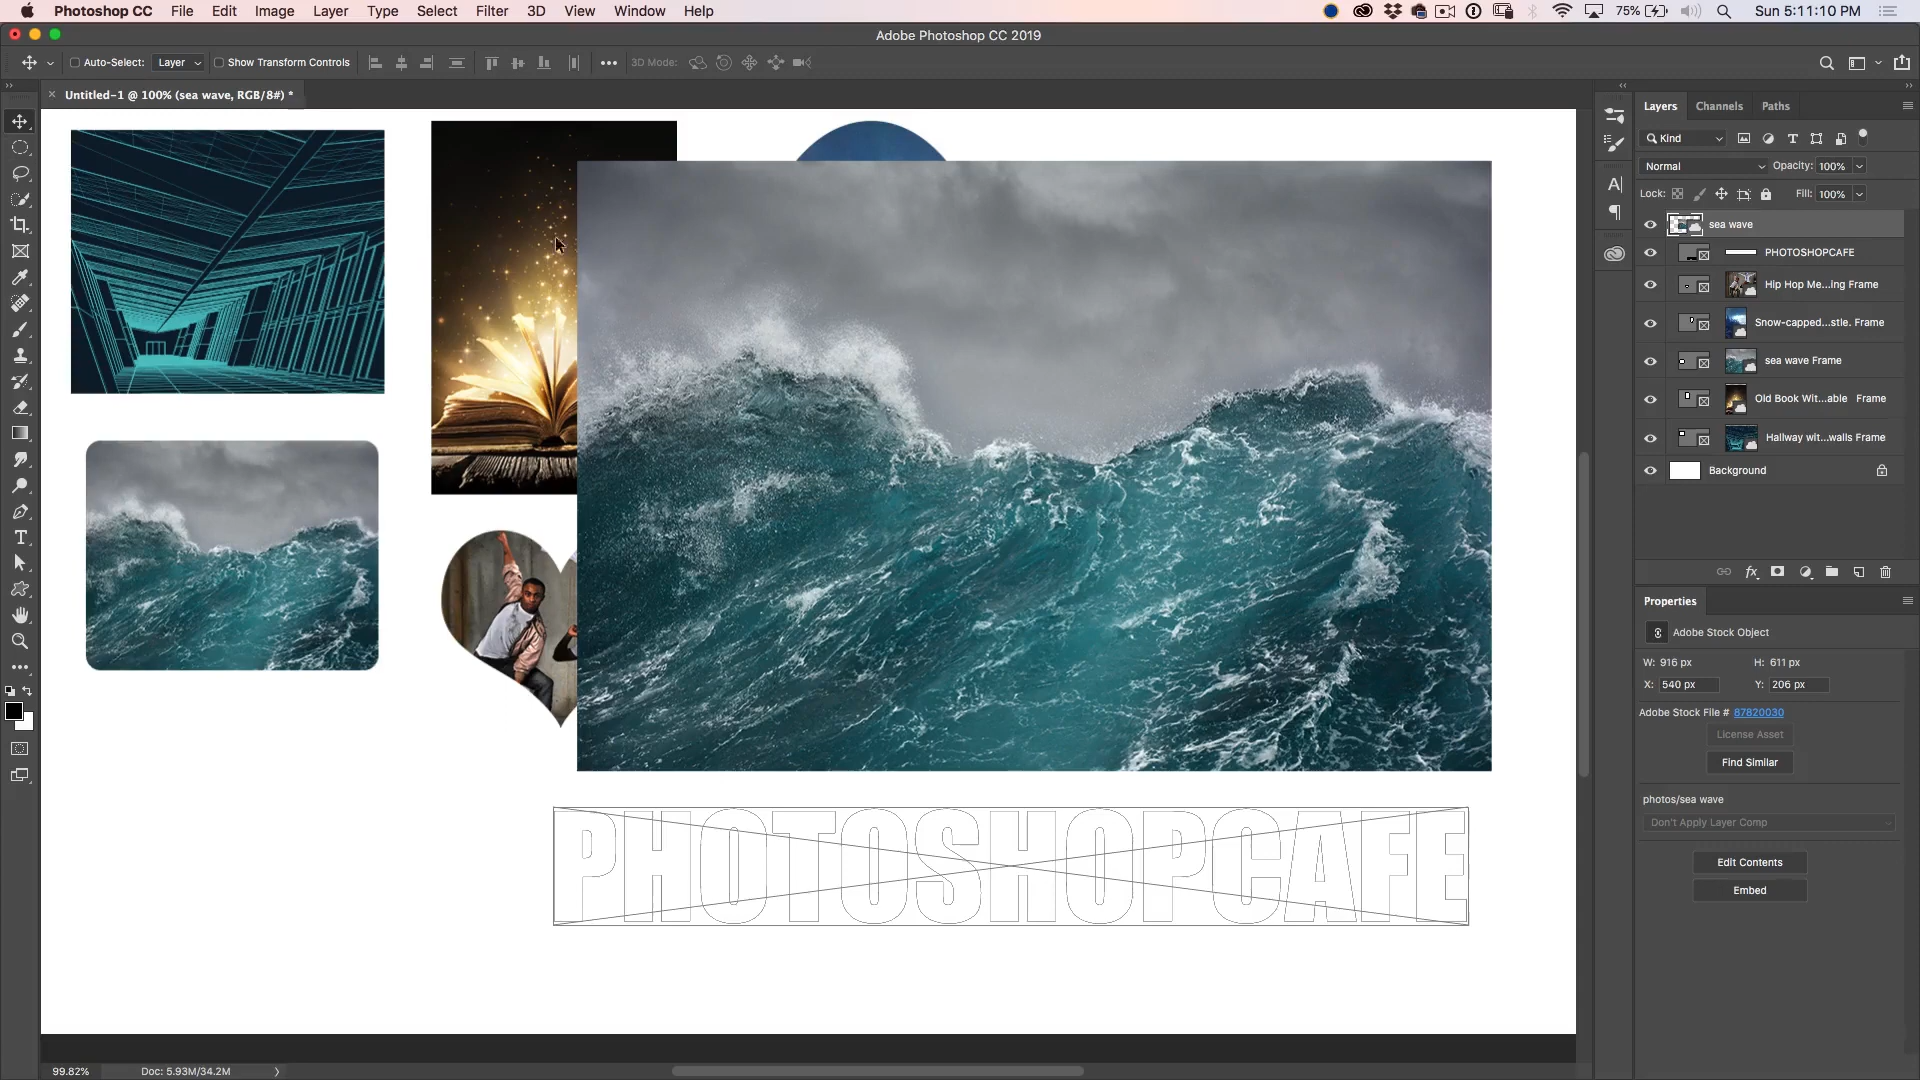 Photoshop CC File Edit Image Layer Type Select Filter 3D View Window Help 75% Sun 5:11:10 PM
Adobe Photoshop CC 2019
Auto-Select: Layer Show Transform Controls 3D Mode:
Untitled-1 @ 100% (sea wave, RGB/8#) *
Layers Channels Paths
Kind
Normal Opacity: 100%
Lock: Fill: 100%
sea wave
PHOTOSHOPCAFE
Hip Hop Me...ing Frame
Snow-capped...stle. Frame
sea wave Frame
Old Book Wit...able Frame
Hallway wit...walls Frame
Background
Properties
Adobe Stock Object
W: 916 px H: 611 px
X: 540 px Y: 206 px
Adobe Stock File # 87820030
License Asset
Find Similar
photos/sea wave
Don't Apply Layer Comp
Edit Contents
Embed
PHOTOSHOPCAFE
99.82% Doc: 5.93M/34.2M